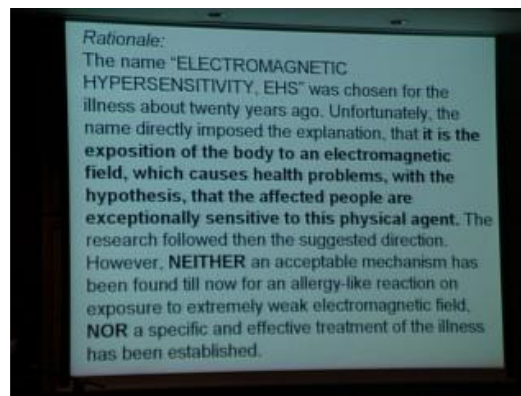 Rationale:
The name "ELECTROMAGNETIC
HYPERSENSITIVITY, EHS" was chosen for the
illness about twenty years ago. Unfortunately, the
name directly imposed the explanation, that it is the
exposition of the body to an electromagnetic
field, which causes health problems, with the
hypothesis, that the affected people are
exceptionally sensitive to this physical agent. The
research followed then the suggested direction.
However, NEITHER an acceptable mechanism has
been found till now for an allergy-like reaction on
exposure to extremely weak electromagnetic field,
NOR a specific and effective treatment of the illness
has been established.